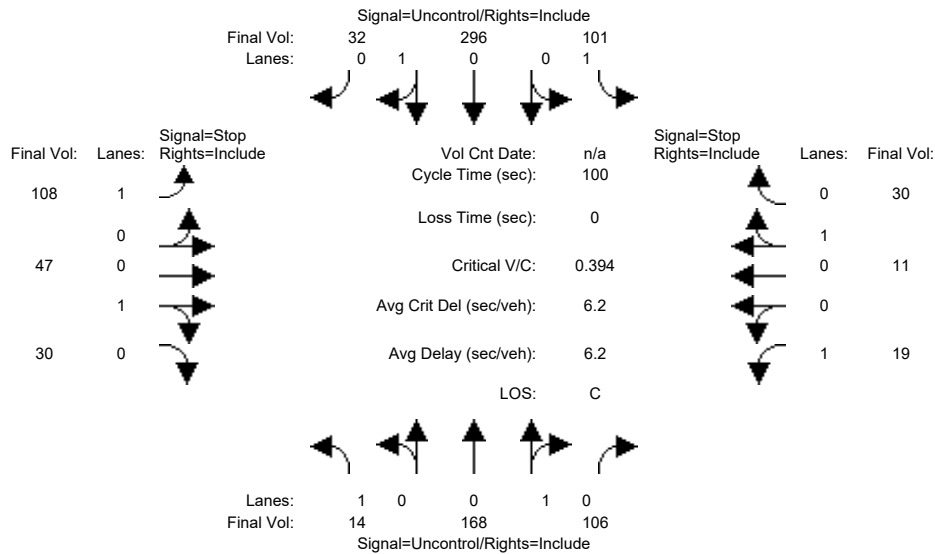 Signal=Uncontrol/Rights=Include
Final Vol: 32 296 101
Lanes: 0 1 0 0 1
Signal=Stop
Final Vol: Lanes: Rights=Include
Vol Cnt Date: n/a
Signal=Stop
Rights=Include Lanes: Final Vol:
Cycle Time (sec): 100
108 1
0 30
Loss Time (sec): 0
0
1
47 0
Critical V/C: 0.394
0 11
1
Avg Crit Del (sec/veh): 6.2
0
30 0
Avg Delay (sec/veh): 6.2
1 19
LOS: C
Lanes: 1 0 0 1 0
Final Vol: 14 168 106
Signal=Uncontrol/Rights=Include